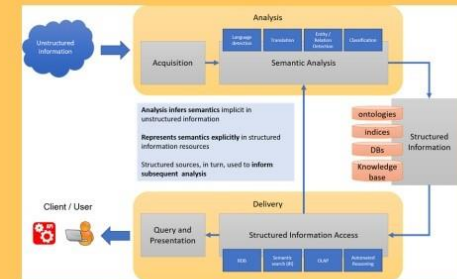 Analysis
Unstructured
Information
Language
detection
Translation
Entity /
Relation
Detection
Classification
Acquisition
Semantic Analysis
Analysis infers semantics implicit in
unstructured information
Represents semantics explicitly in structured
information resources
Structured sources, in turn, used to inform
subsequent analysis
ontologies
indices
DBs
Knowledge
base
Structured
Information
Client / User
Delivery
Query and
Presentation
Structured Information Access
Semantic
search (IR)
OLAP
Automated
Reasoning